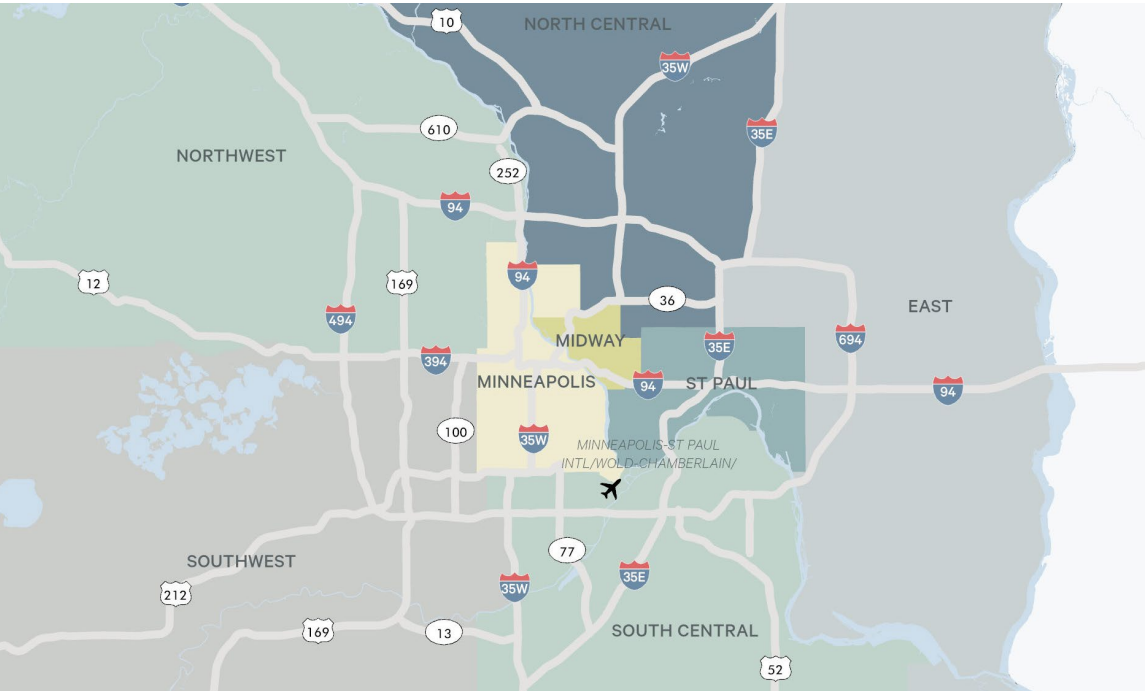 10
NORTH CENTRAL
35W
610
35E
NORTHWEST
252
94
94
12
169
36
EAST
494
MIDWAY
35E
694
394
MINNEAPOLIS
94
ST PAUL
94
100
35W
MINNEAPOLIS-ST PAUL
INTL/WOLD-CHAMBERLAIN/
77
SOUTHWEST
35E
35W
212
169
13
SOUTH CENTRAL
52